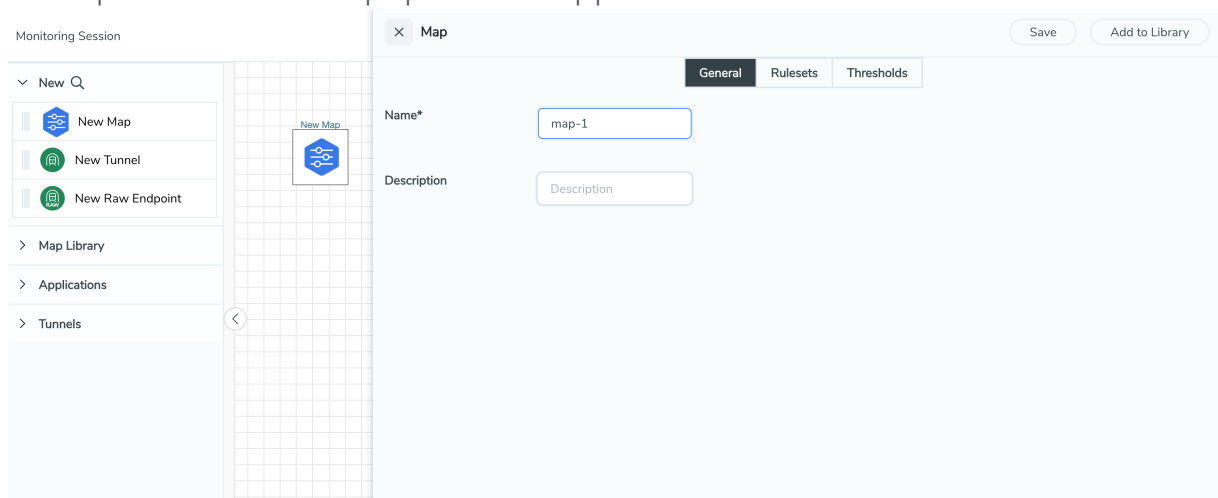 Monitoring Session
Map
Save
Add to Library
New
General
Rulesets
Thresholds
New Map
New Tunnel
RAW
New Raw Endpoint
Map Library
Applications
Tunnels
New Map
Name*
map-1
Description
Description